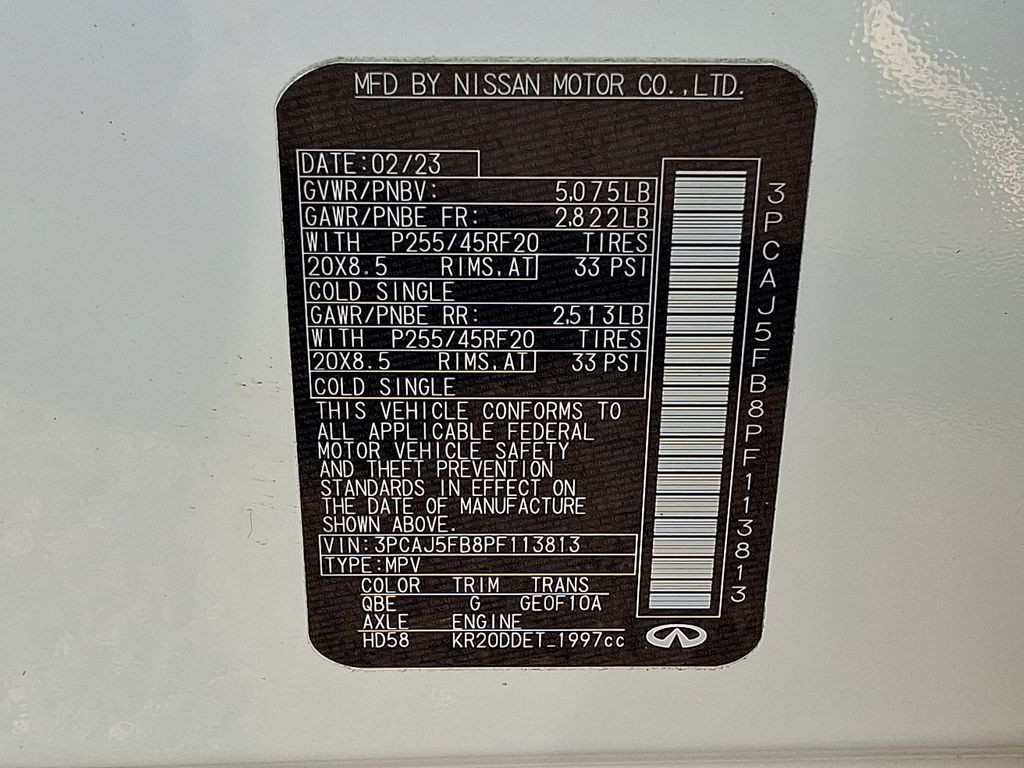 MFD BY NISSAN MOTOR CO.,LTD.
DATE:02/23
GVWR/PNBV: 5,075LB
GAWR/PNBE FR: 2,822LB
WITH P255/45RF20 TIRES
20X8.5 RIMS,AT 33 PSI
COLD SINGLE
GAWR/PNBE RR: 2,513LB
WITH P255/45RF20 TIRES
20X8.5 RIMS,AT 33 PSI
COLD SINGLE
THIS VEHICLE CONFORMS TO
ALL APPLICABLE FEDERAL
MOTOR VEHICLE SAFETY
AND THEFT PREVENTION
STANDARDS IN EFFECT ON
THE DATE OF MANUFACTURE
SHOWN ABOVE.
VIN:3PCAJ5FB8PF113813
TYPE:MPV
COLOR TRIM TRANS
QBE G GE0F10A
AXLE ENGINE
HD58 KR20DDET_1997cc
3PCAJ5FB8PF113813